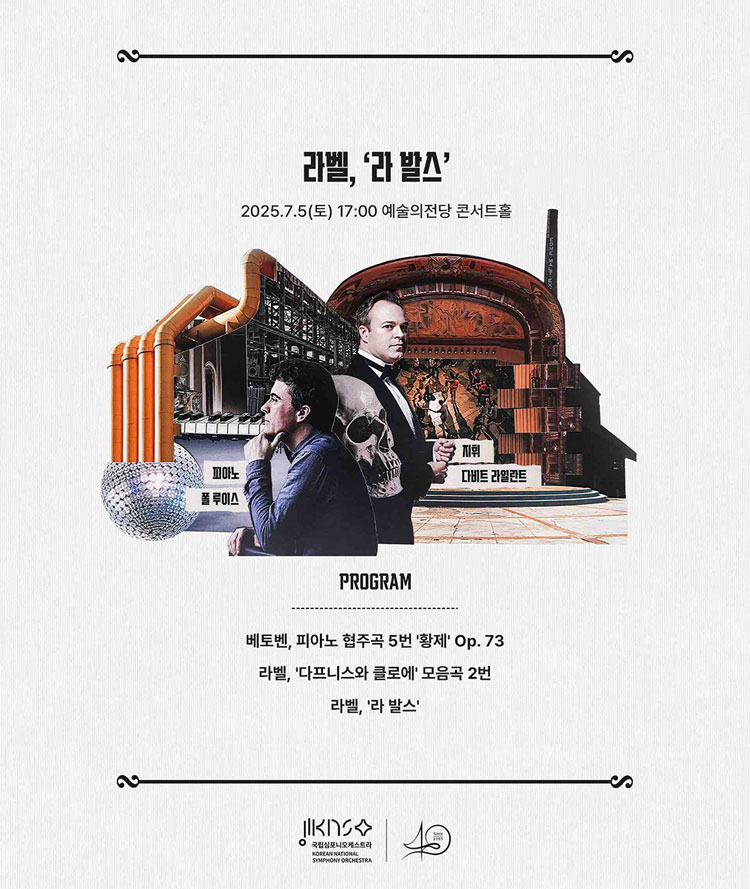 라벨, ‘라 발스’
2025.7.5(토) 17:00 예술의전당 콘서트홀
피아노
폴 루이스
지휘
다비트 라일란트
PROGRAM
베토벤, 피아노 협주곡 5번 '황제' Op. 73
라벨, '다프니스와 클로에' 모음곡 2번
라벨, '라 발스'
KNSO
국립심포니오케스트라
KOREAN NATIONAL
SYMPHONY ORCHESTRA
40
Since
1985